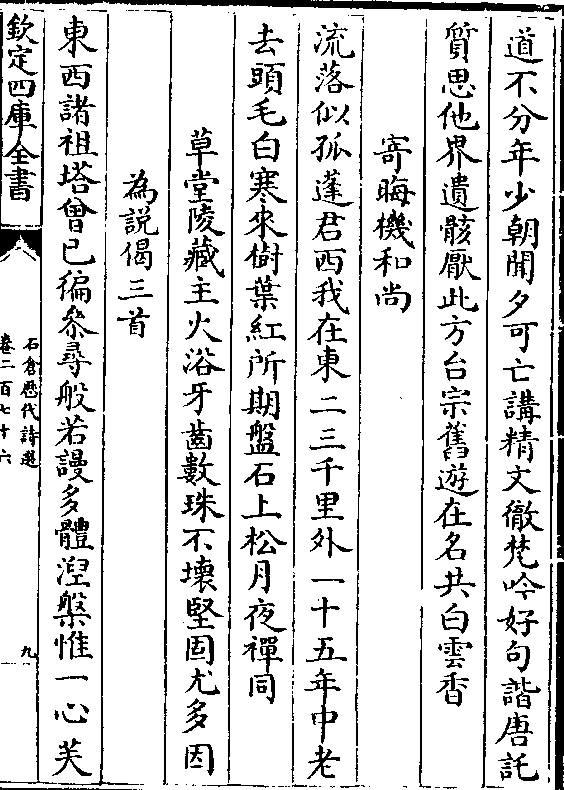 道不分年少朝聞夕可亡講精文徹梵吟好句諧唐託
質思他界遺骸厭此方台宗舊遊在名共白雲香
寄晦機和尚
流落似孤蓬君西我在東二三千里外一十五年中老
去頭毛白寒來樹葉紅所期盤石上松月夜禪同
草堂陵藏主火浴牙齒數珠不壞堅固尤多因
為説偈三首
東西諸祖塔曾已徧叅尋般若謾多體湼槃惟一心芙
欽定四庫全書
石倉歷代詩選
卷二百七十六
九